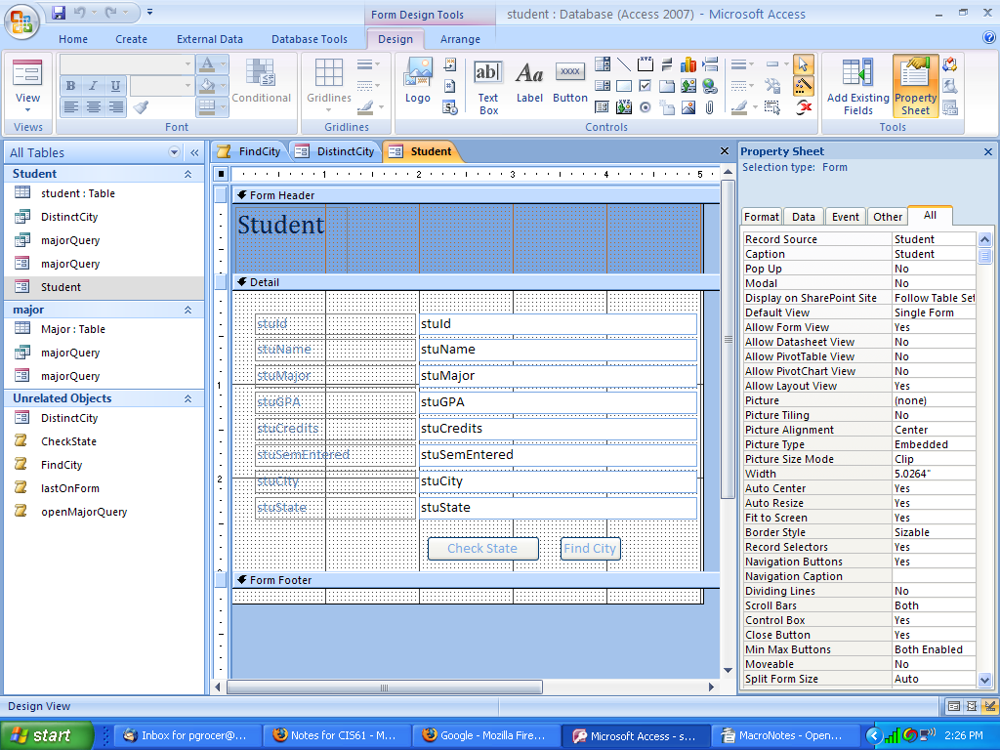 Form Design Tools
student : Database (Access 2007) - Microsoft Access
Home Create External Data Database Tools Design Arrange
View
Views
B I U A
Conditional
Font
Gridlines
Gridlines
Logo
ab|
Text Box
Aa
Label
XXXX
Button
XYZ
Controls
Add Existing Fields
Property Sheet
Tools
All Tables
Student
student : Table
DistinctCity
majorQuery
majorQuery
Student
major
Major : Table
majorQuery
majorQuery
Unrelated Objects
DistinctCity
CheckState
FindCity
lastOnForm
openMajorQuery
FindCity DistinctCity Student
1 2 3 4 5
Form Header
Student
Detail
stuId stuId
stuName stuName
stuMajor stuMajor
1
stuGPA stuGPA
stuCredits stuCredits
stuSemEntered stuSemEntered
2
stuCity stuCity
stuState stuState
Check State Find City
Form Footer
Property Sheet
Selection type: Form
Format Data Event Other All
Record Source Student
Caption Student
Pop Up No
Modal No
Display on SharePoint Site Follow Table Set
Default View Single Form
Allow Form View Yes
Allow Datasheet View No
Allow PivotTable View No
Allow PivotChart View No
Allow Layout View Yes
Picture (none)
Picture Tiling No
Picture Alignment Center
Picture Type Embedded
Picture Size Mode Clip
Width 5.0264"
Auto Center Yes
Auto Resize Yes
Fit to Screen Yes
Border Style Sizable
Record Selectors Yes
Navigation Buttons Yes
Navigation Caption
Dividing Lines No
Scroll Bars Both
Control Box Yes
Close Button Yes
Min Max Buttons Both Enabled
Moveable No
Split Form Size Auto
Design View
start
Inbox for pgrocer@...
Notes for CIS61 - M...
Google - Mozilla Fire...
Microsoft Access - s...
MacroNotes - Open...
2:26 PM